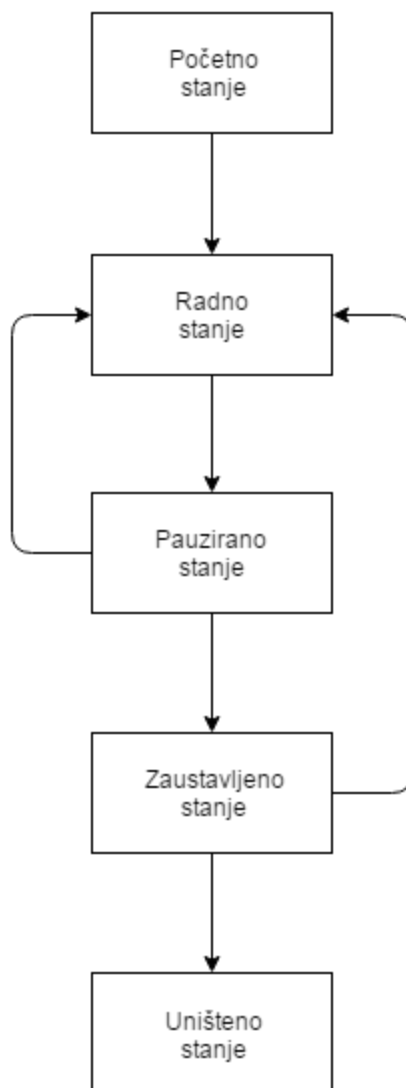 Početno
stanje
Radno
stanje
Pauzirano
stanje
Zaustavljeno
stanje
Uništeno
stanje